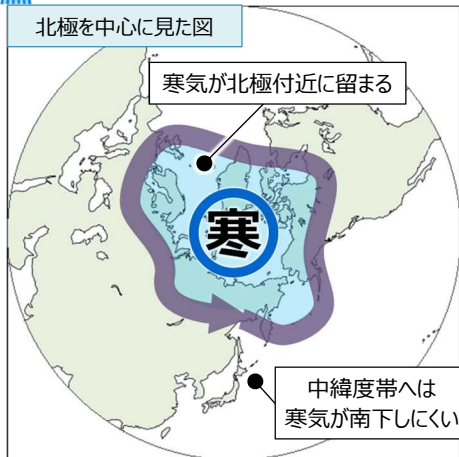 北極を中心に見た図
寒気が北極付近に留まる
寒
中緯度帯へは
寒気が南下しにくい